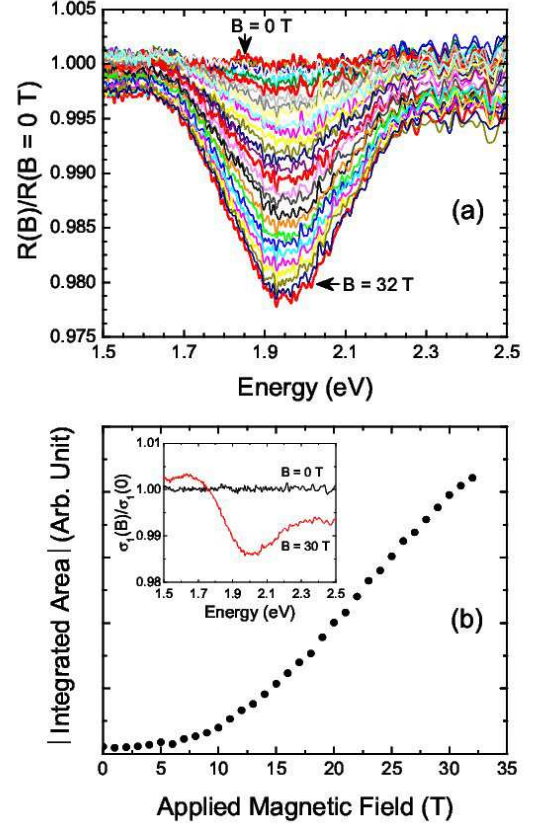 1.005
1.000
0.995
0.990
0.985
0.980
0.975
R(B)/R(B = 0 T)
B = 0 T
(a)
B = 32 T
1.5 1.7 1.9 2.1 2.3 2.5
Energy (eV)
|Integrated Area| (Arb. Unit)
1.01
1.00
0.99
0.98
σ₁(B)/σ₁(0)
B = 0 T
B = 30 T
1.5 1.7 1.9 2.1 2.3 2.5
Energy (eV)
(b)
0 5 10 15 20 25 30 35
Applied Magnetic Field (T)